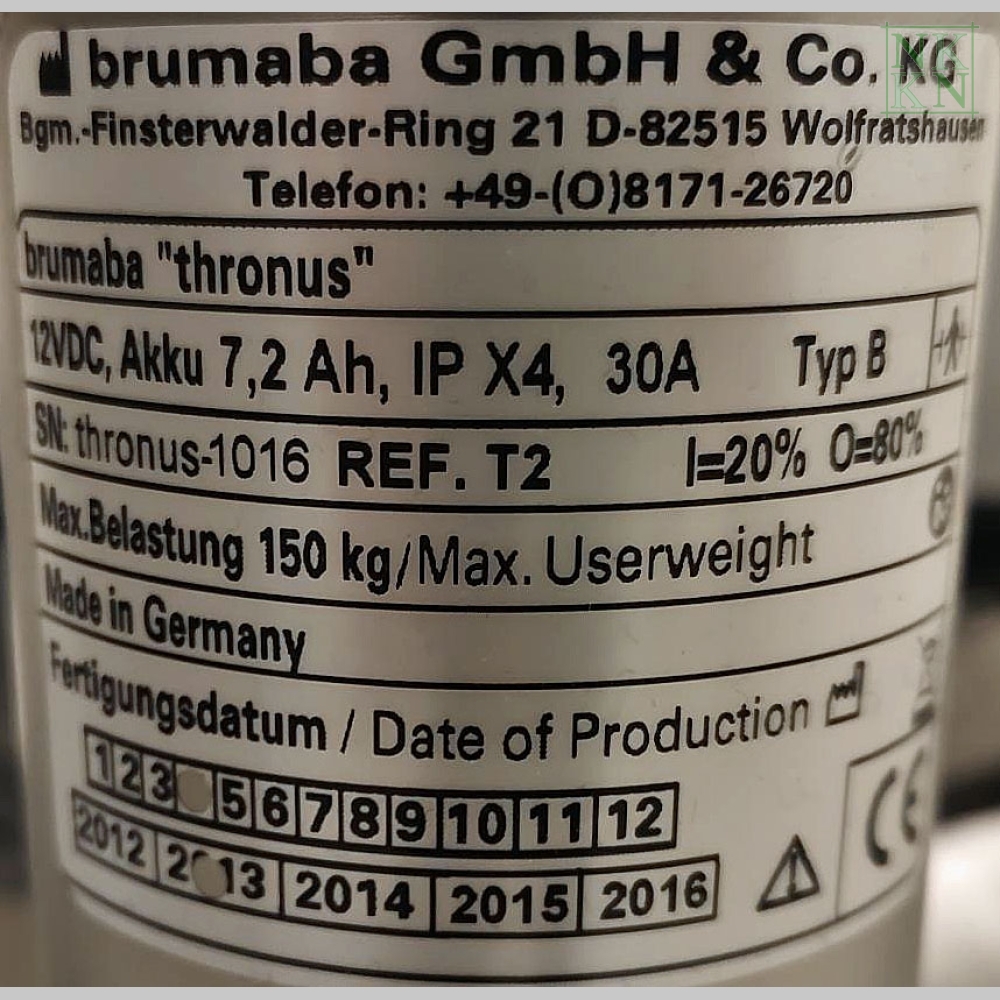 brumaba GmbH & Co. KG
Bgm.-Finsterwalder-Ring 21 D-82515 Wolfratshausen
Telefon: +49-(O)8171-26720
brumaba "thronus"
12VDC, Akku 7,2 Ah, IP X4, 30A Typ B
SN: thronus-1016 REF. T2 I=20% O=80%
Max.Belastung 150 kg/Max. Userweight
Made in Germany
Fertigungsdatum / Date of Production
1 2 3 5 6 7 8 9 10 11 12
2012 2013 2014 2015 2016
CE